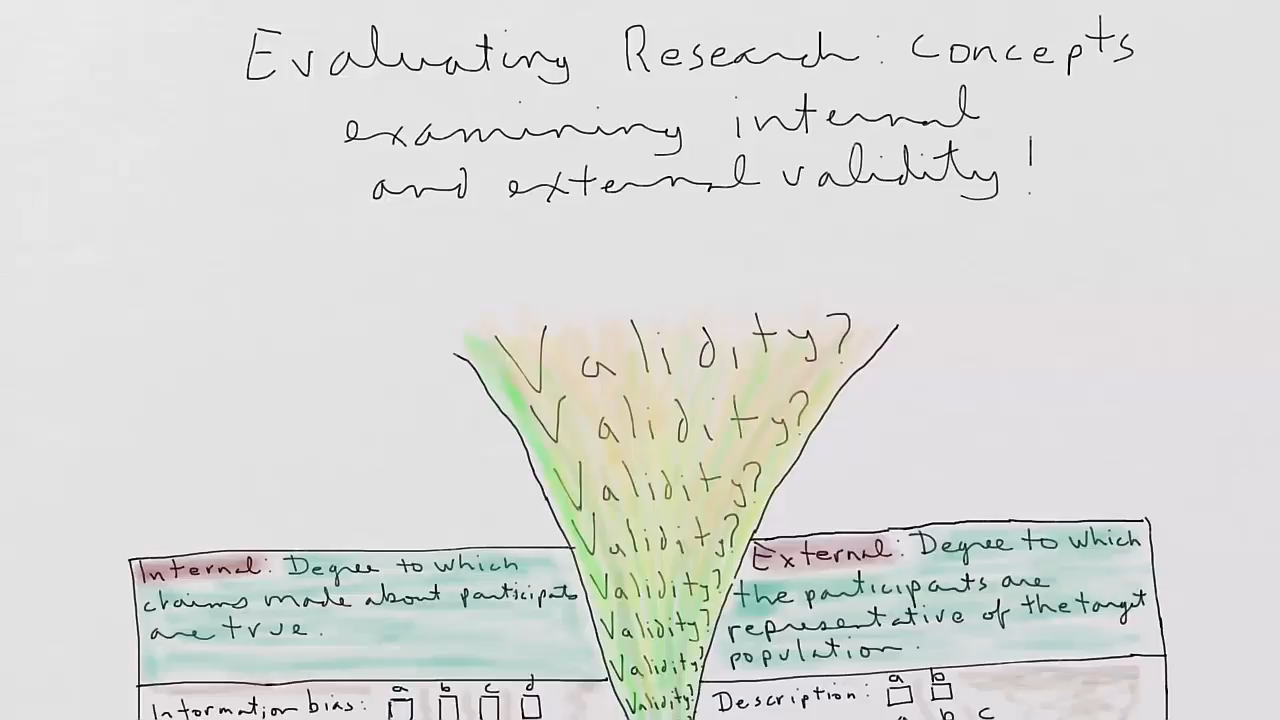 Evaluating Research: concepts
examining internal
and external validity!
Validity?
Validity?
Validity?
Validity?
Validity?
Validity?
Validity?
Validity?
Internal: Degree to which
claims made about participants
are true.
External: Degree to which
the participants are
representative of the target
population.
a b c d
Information bias:
a b
Description:
a b c